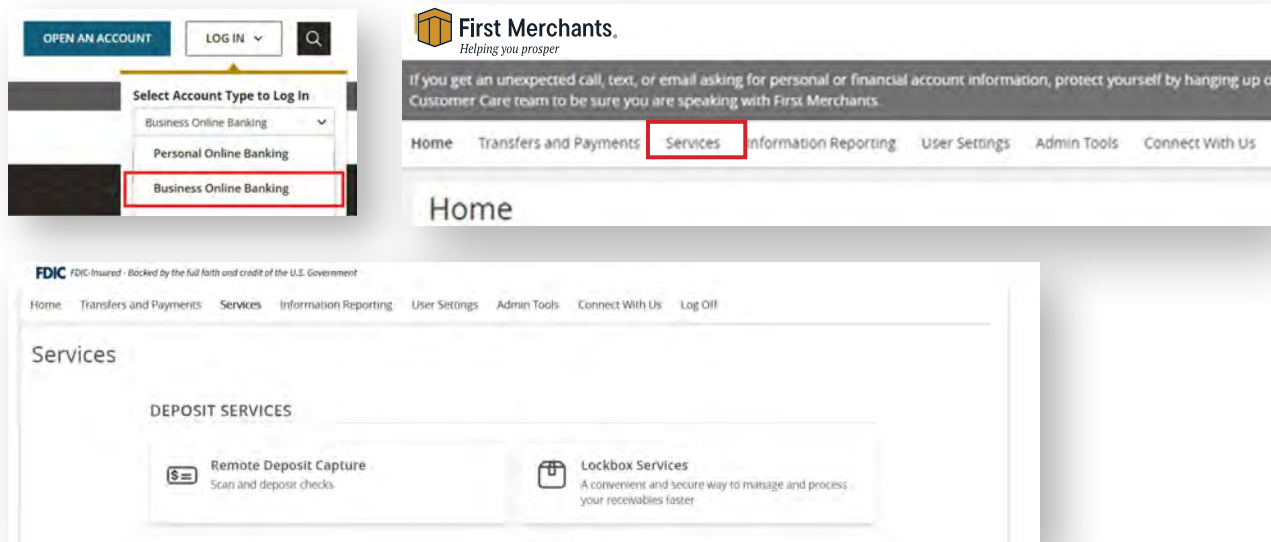 OPEN AN ACCOUNT
LOG IN
Select Account Type to Log In
Business Online Banking
Personal Online Banking
Business Online Banking
First Merchants
Helping you prosper
If you get an unexpected call, text, or email asking for personal or financial account information, protect yourself by hanging up
Customer Care team to be sure you are speaking with First Merchants.
Home Transfers and Payments Services Information Reporting User Settings Admin Tools Connect With Us
Home
FDIC FDIC-Insured - Backed by the full faith and credit of the U.S. Government
Home Transfers and Payments Services Information Reporting User Settings Admin Tools Connect With Us Log Off
Services
DEPOSIT SERVICES
Remote Deposit Capture
Scan and deposit checks
Lockbox Services
A convenient and secure way to manage and process
your receivables faster